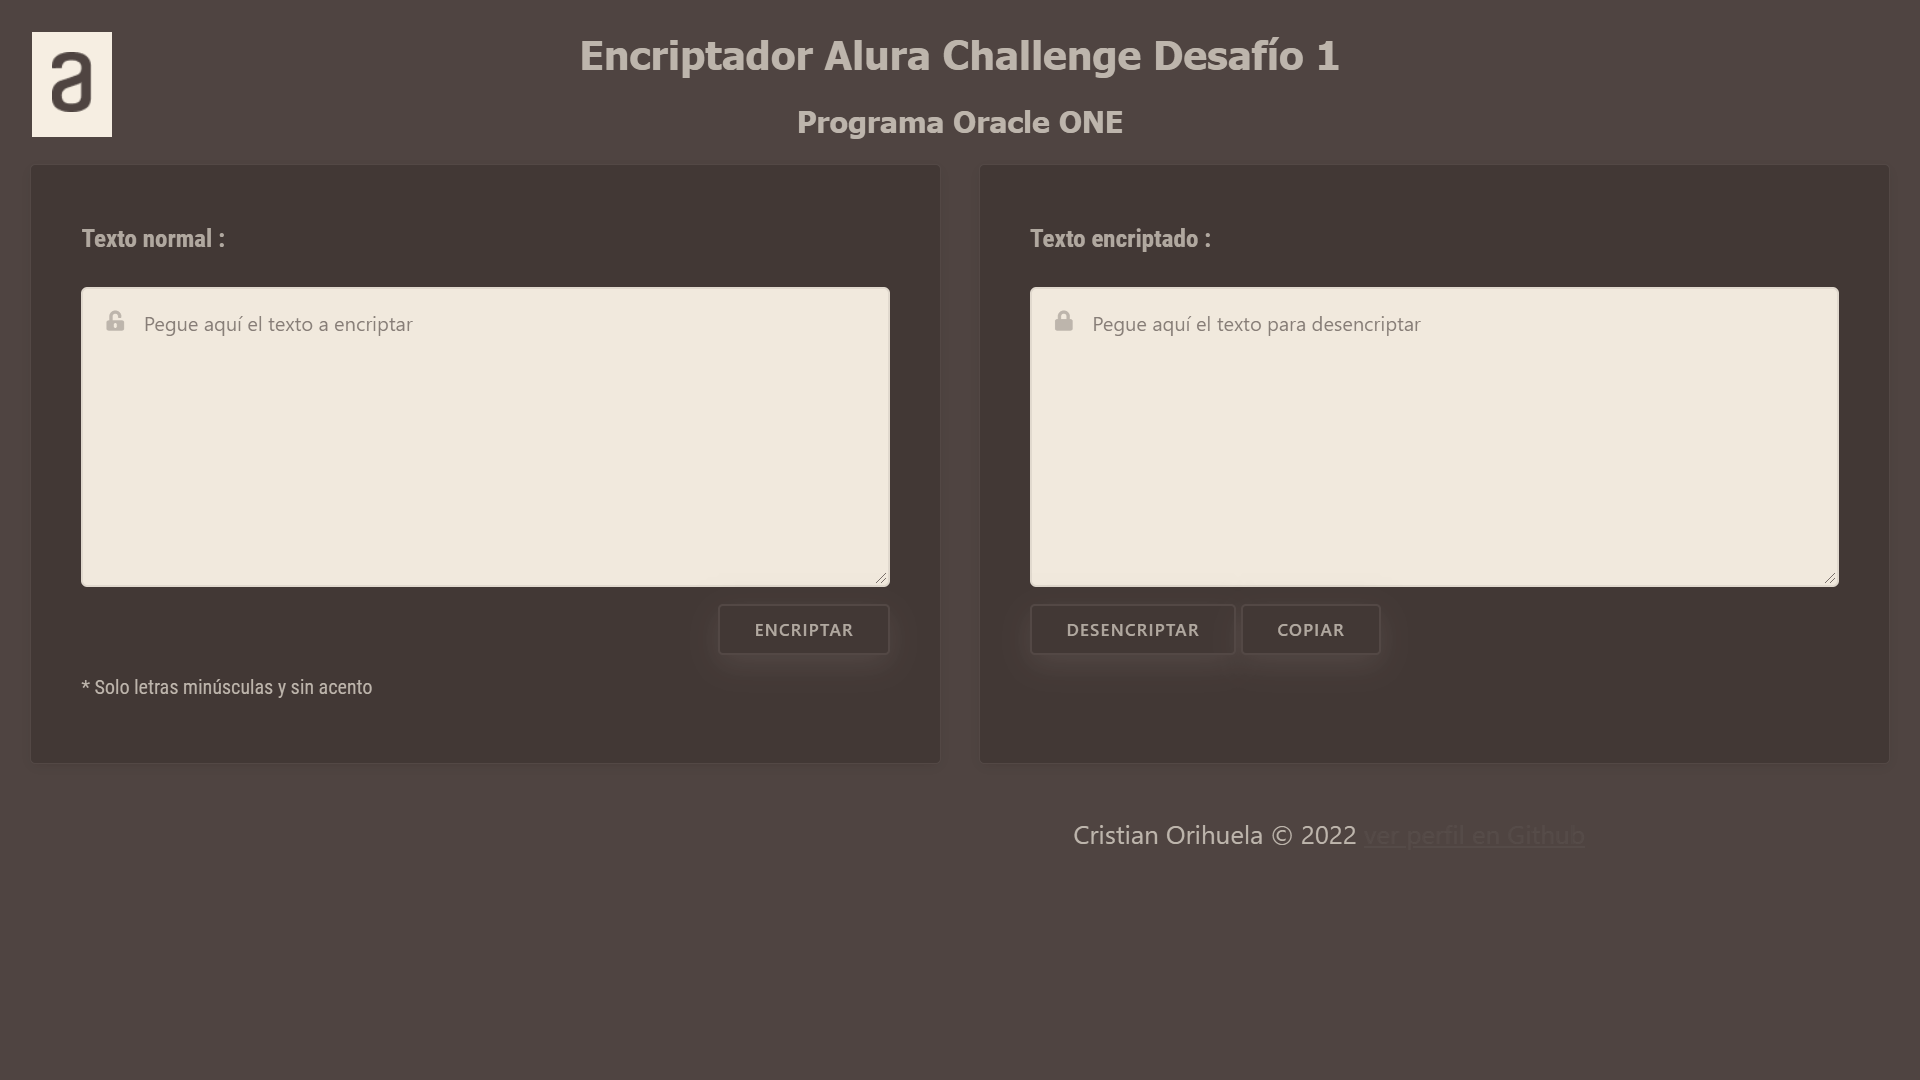 a
Encriptador Alura Challenge Desafío 1
Programa Oracle ONE
Texto normal :
Pegue aquí el texto a encriptar
ENCRIPTAR
* Solo letras minúsculas y sin acento
Texto encriptado :
Pegue aquí el texto para desencriptar
DESENCRIPTAR COPIAR
Cristian Orihuela © 2022 ver perfil en Github